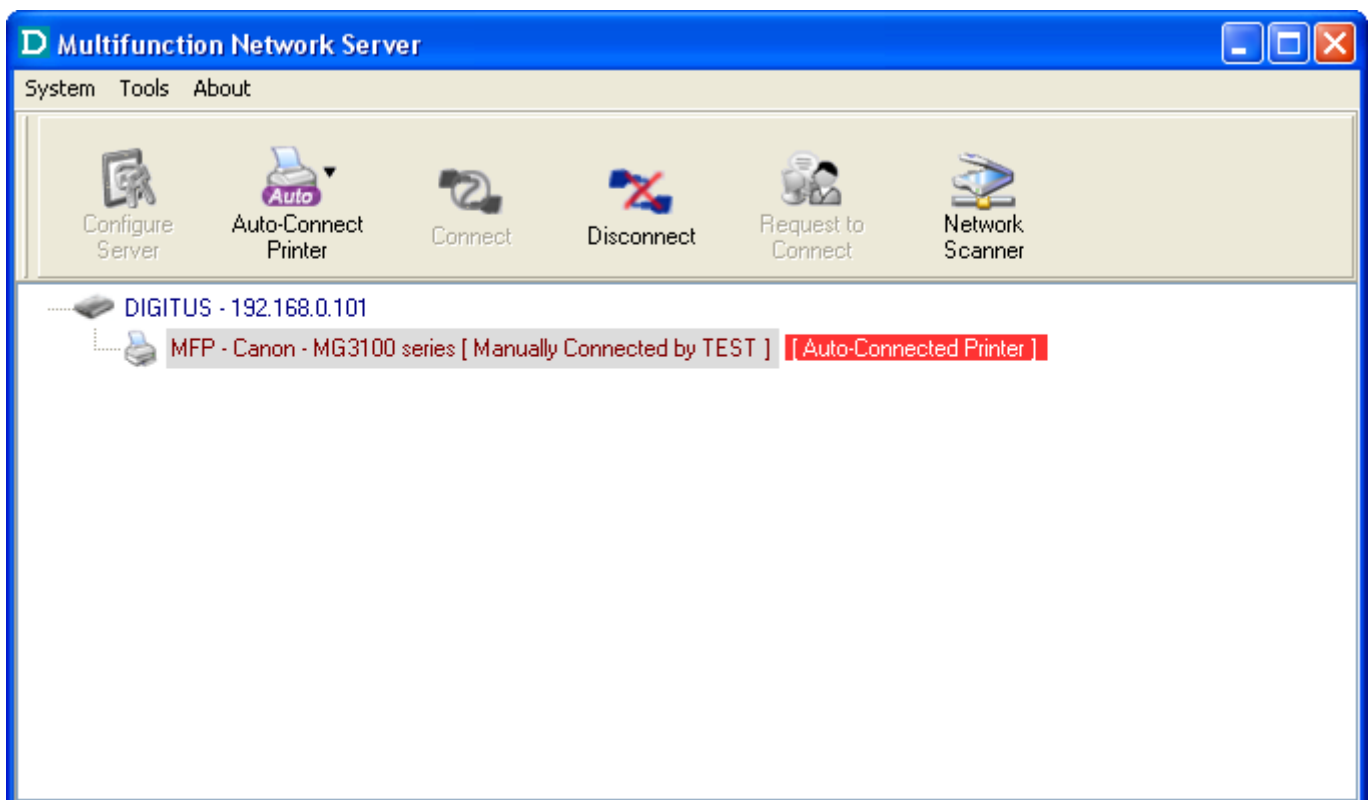 D Multifunction Network Server
System Tools About
Configure Server
Auto-Connect Printer
Auto
Connect
Disconnect
Request to Connect
Network Scanner
DIGITUS - 192.168.0.101
MFP - Canon - MG3100 series [ Manually Connected by TEST ] [ Auto-Connected Printer ]